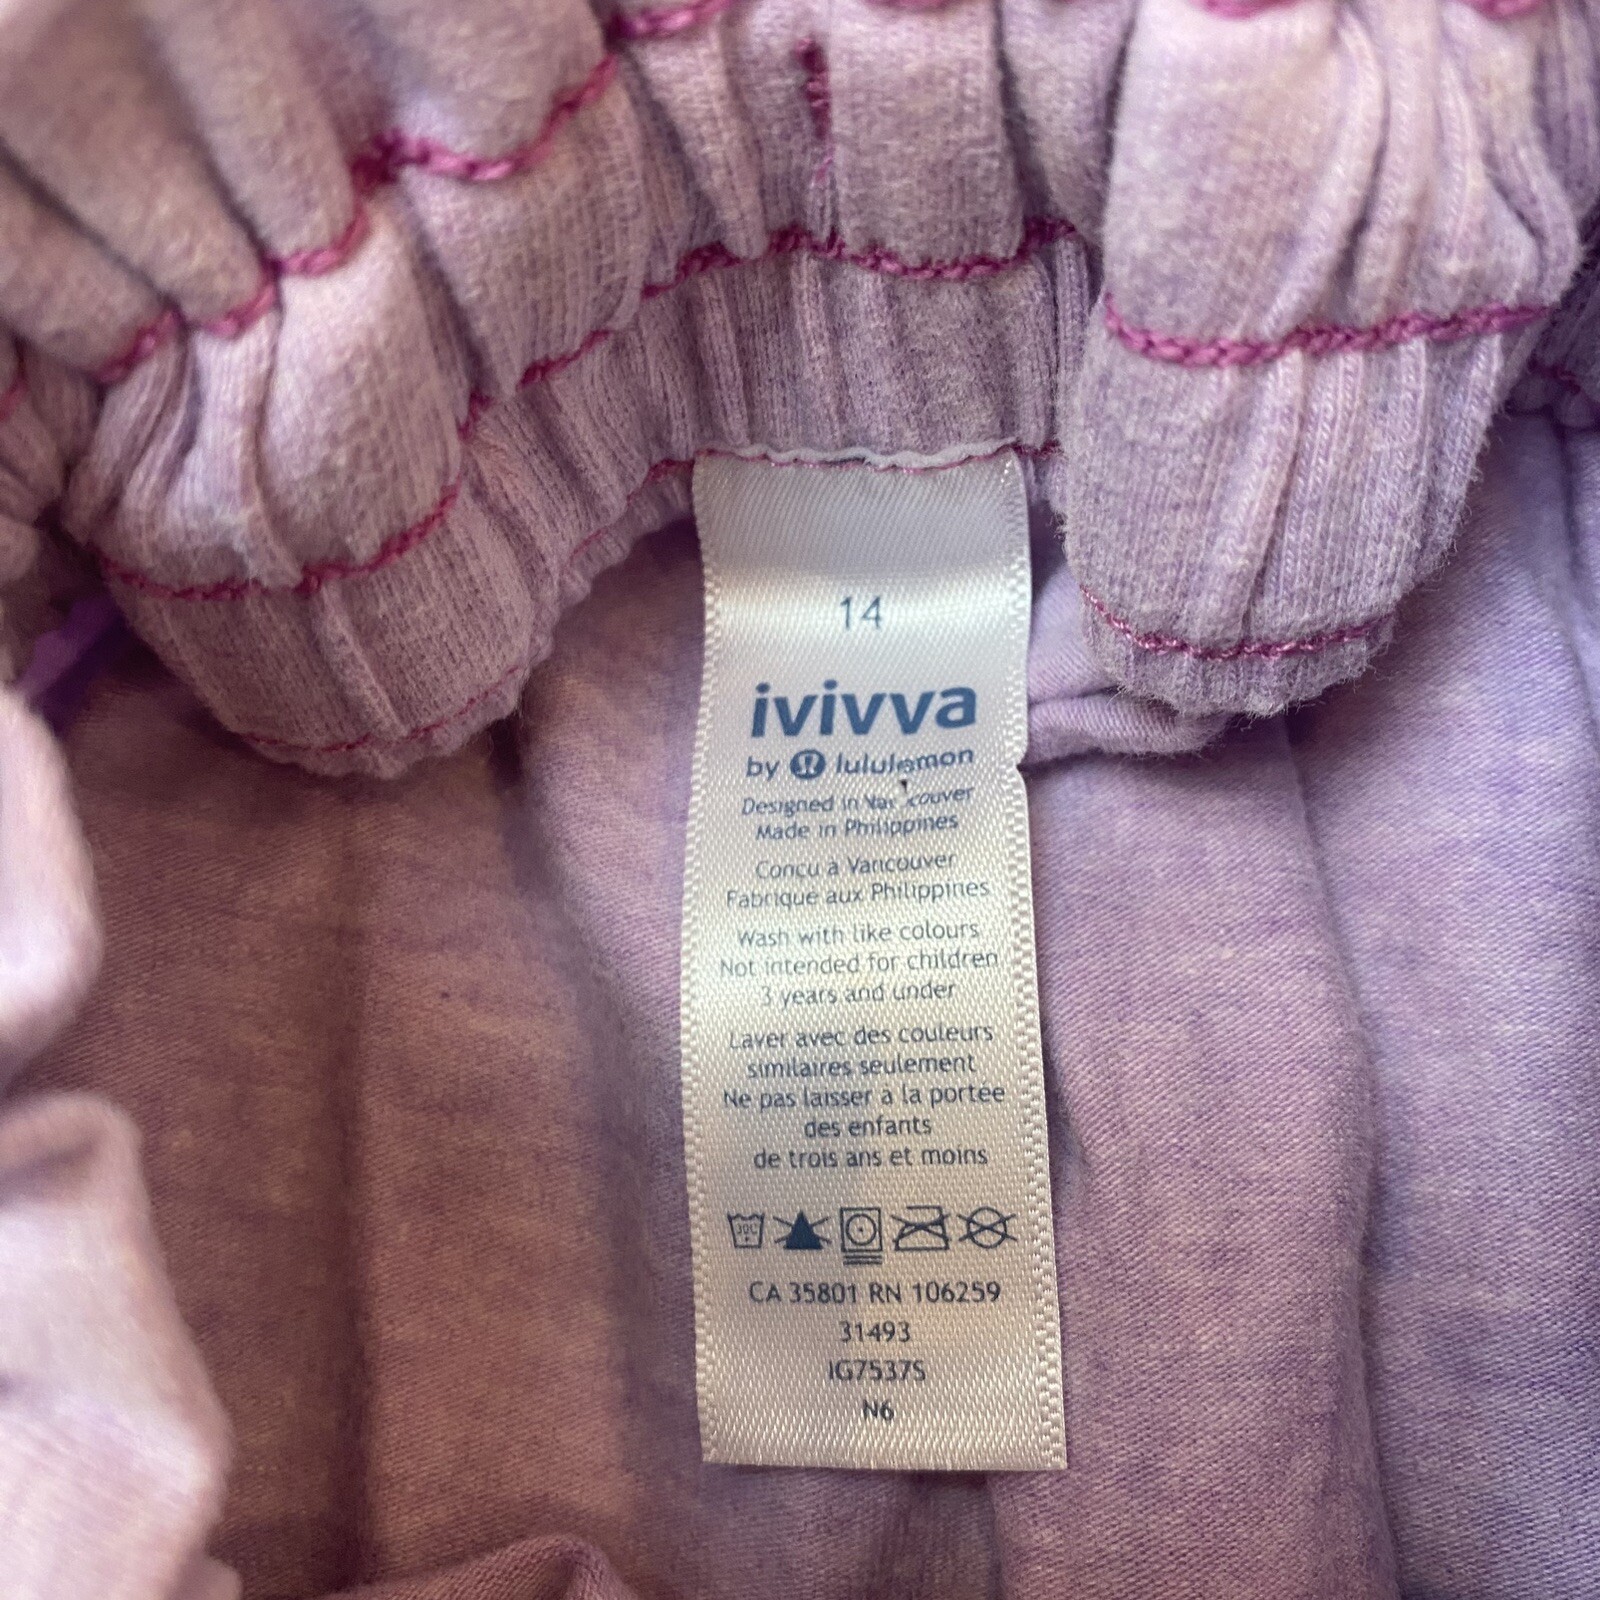 14
ivivva
by lululemon
Designed in Vancouver
Made in Philippines
Concu à Vancouver
Fabrique aux Philippines
Wash with like colours
Not intended for children
3 years and under
Laver avec des couleurs
similaires seulement
Ne pas laisser à la portée
des enfants
de trois ans et moins
30C
CA 35801 RN 106259
31493
IG7537S
N6